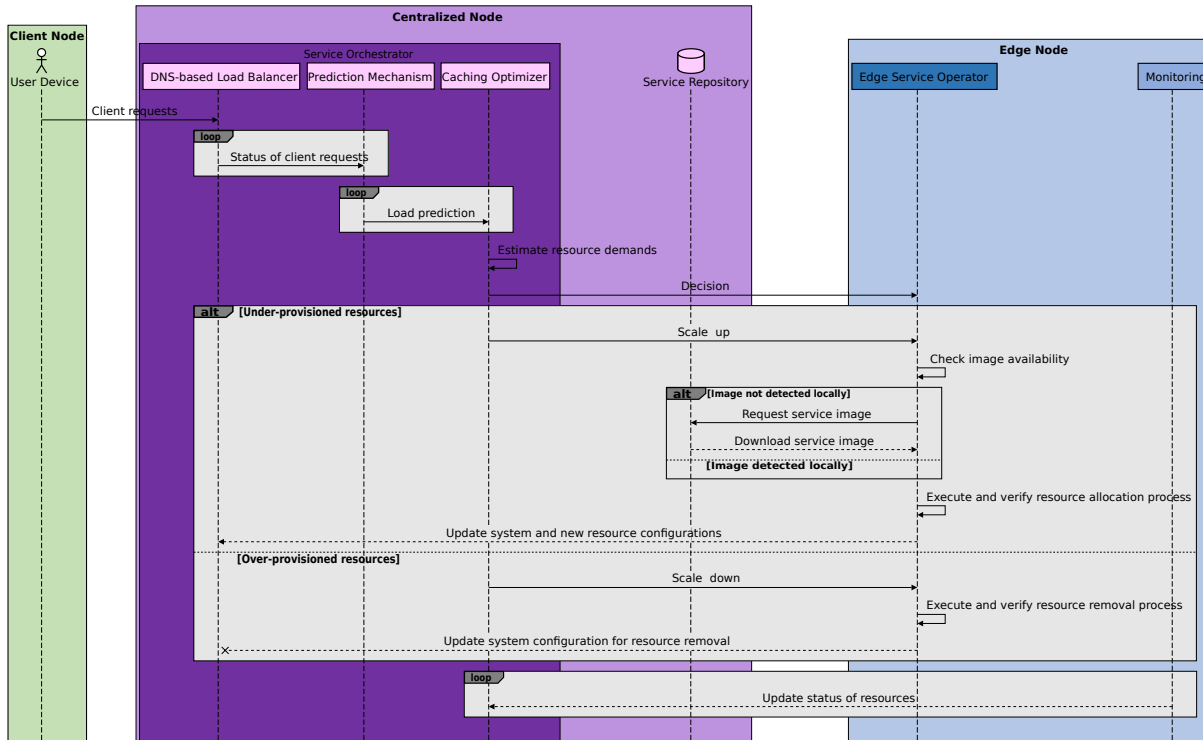 Centralized Node
Client Node
Edge Node
Service Orchestrator
User Device
DNS-based Load Balancer
Prediction Mechanism
Caching Optimizer
Service Repository
Edge Service Operator
Monitoring
Client requests
loop
Status of client requests
loop
Load prediction
Estimate resource demands
Decision
alt
[Under-provisioned resources]
Scale up
Check image availability
alt
[Image not detected locally]
Request service image
Download service image
[Image detected locally]
Execute and verify resource allocation process
Update system and new resource configurations
[Over-provisioned resources]
Scale down
Execute and verify resource removal process
Update system configuration for resource removal
loop
Update status of resources